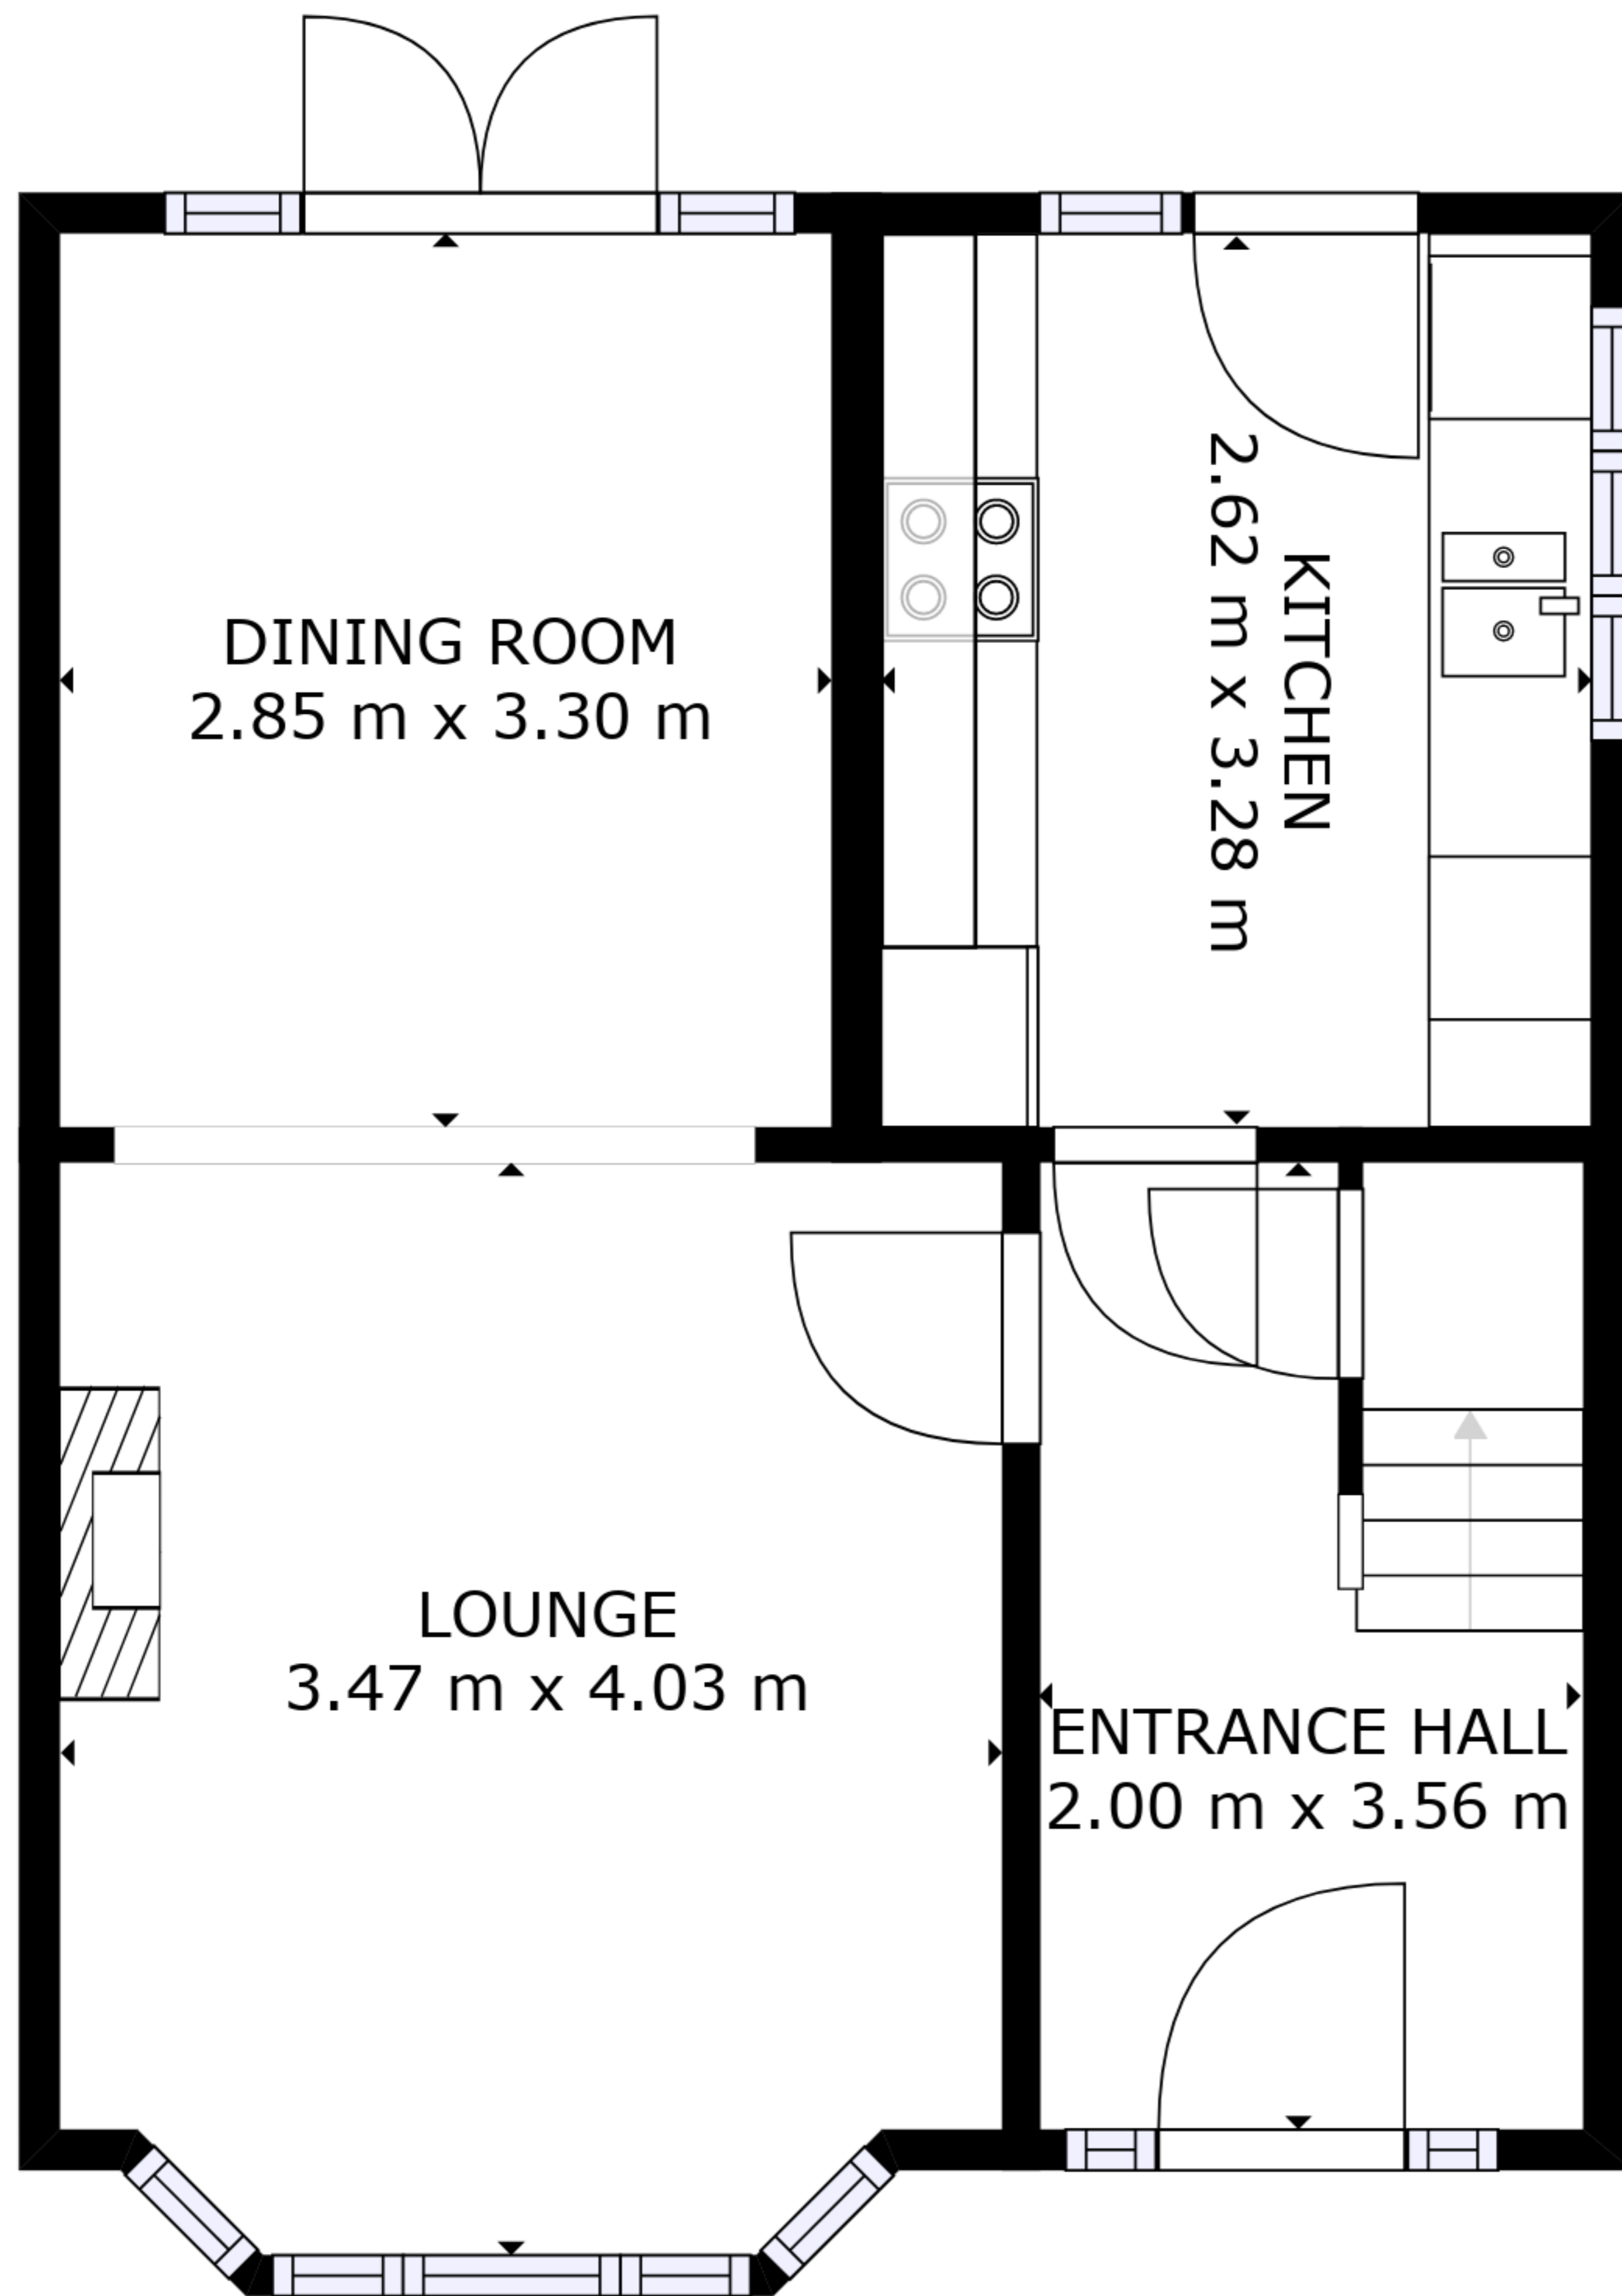 DINING ROOM
2.85 m x 3.30 m
KITCHEN
2.62 m x 3.28 m
LOUNGE
3.47 m x 4.03 m
ENTRANCE HALL
2.00 m x 3.56 m